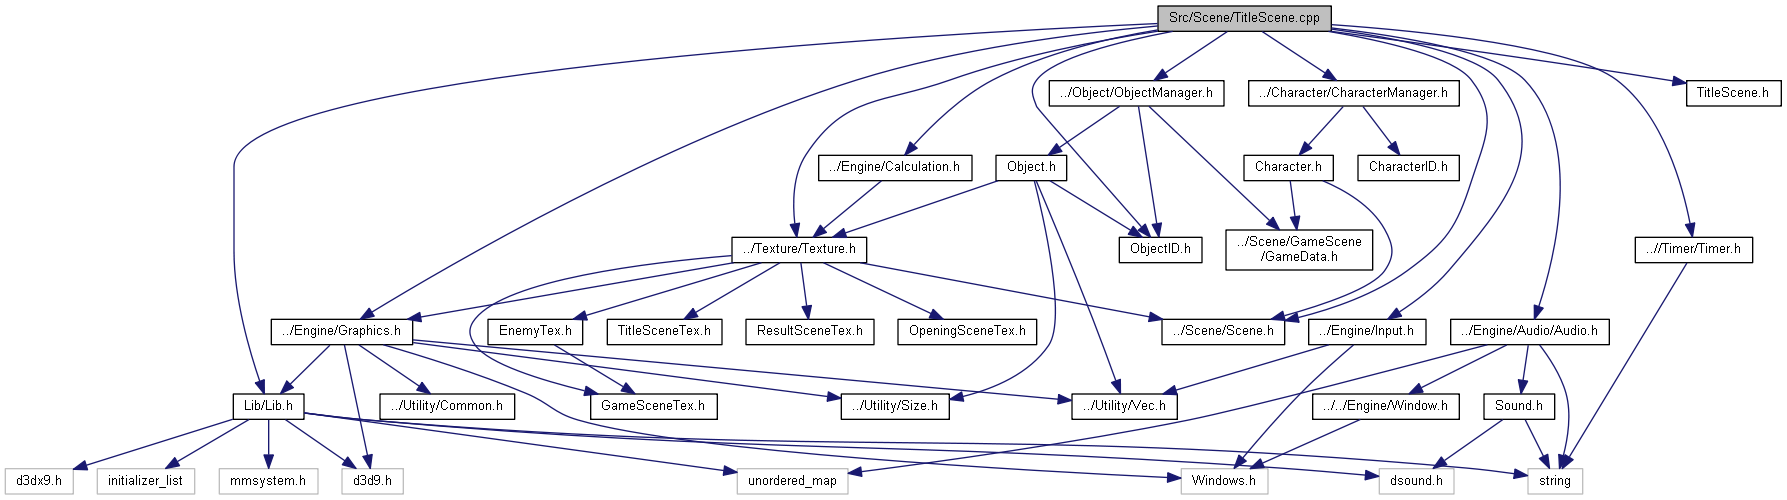 Src/Scene/TitleScene.cpp
../Object/ObjectManager.h
../Character/CharacterManager.h
TitleScene.h
../Engine/Calculation.h
Object.h
Character.h
CharacterID.h
../Texture/Texture.h
ObjectID.h
../Scene/GameScene
/GameData.h
..//Timer/Timer.h
../Engine/Graphics.h
EnemyTex.h
TitleSceneTex.h
ResultSceneTex.h
OpeningSceneTex.h
../Scene/Scene.h
../Engine/Input.h
../Engine/Audio/Audio.h
Lib/Lib.h
../Utility/Common.h
GameSceneTex.h
../Utility/Size.h
../Utility/Vec.h
../../Engine/Window.h
Sound.h
d3dx9.h
initializer_list
mmsystem.h
d3d9.h
unordered_map
Windows.h
dsound.h
string